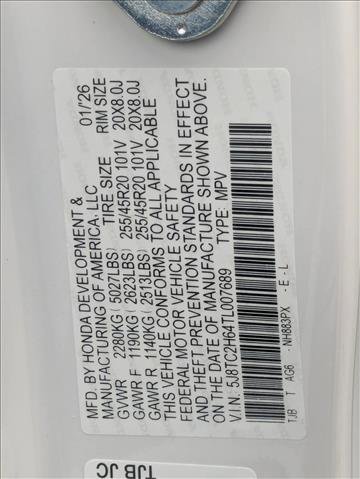 MFD. BY HONDA DEVELOPMENT & 01/'26
MANUFACTURING OF AMERICA, LLC
TIRE SIZE RIM SIZE
GVWR 2280KG (5027LBS)
GAWR F 1190KG (2623LBS) 255/45R20 101V 20X8.0J
GAWR R 1140KG (2513LBS) 255/45R20 101V 20X8.0J
THIS VEHICLE CONFORMS TO ALL APPLICABLE
FEDERAL MOTOR VEHICLE SAFETY
AND THEFT PREVENTION STANDARDS IN EFFECT
ON THE DATE OF MANUFACTURE SHOWN ABOVE.
V.I.N: 5J8TC2H64TL007689 TYPE: MPV
TJB T AG6 - NH883PX - E - L
TJB JC